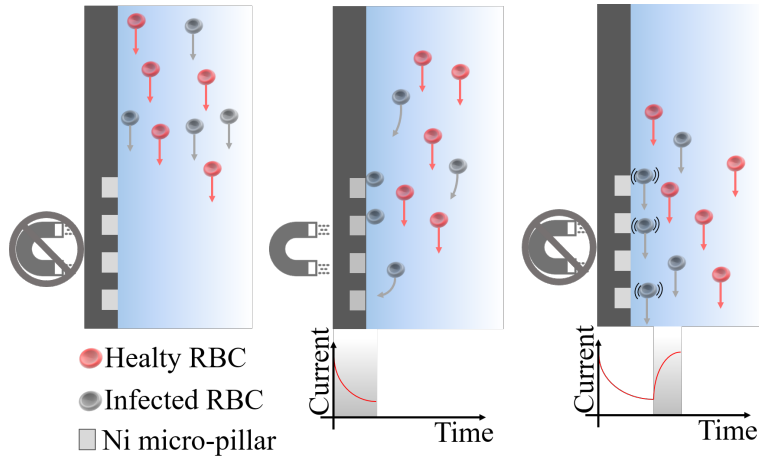 Healty RBC
Infected RBC
Ni micro-pillar
Current
Time
Current
Time